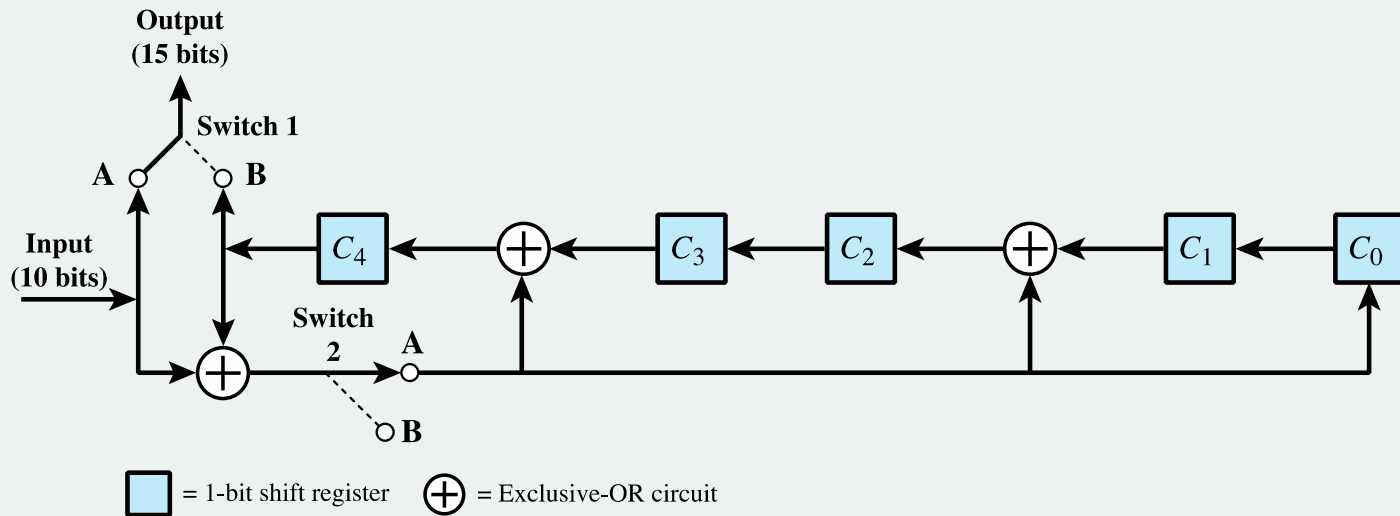 Output
(15 bits)
Switch 1
A
B
Input
(10 bits)
C4
C3
C2
C1
C0
Switch
2
A
B
= 1-bit shift register
= Exclusive-OR circuit